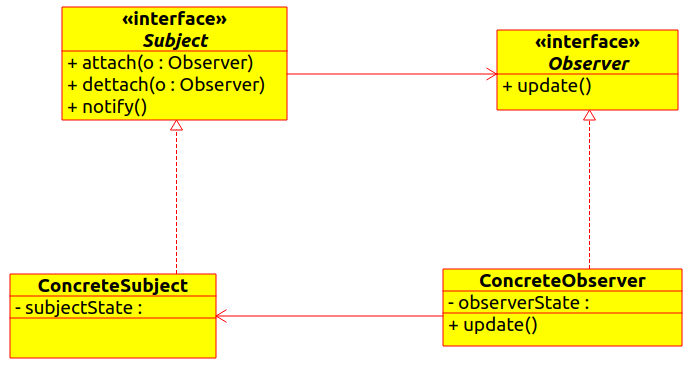 «interface»
Subject
+ attach(o : Observer)
+ dettach(o : Observer)
+ notify()
«interface»
Observer
+ update()
ConcreteSubject
- subjectState :
ConcreteObserver
- observerState :
+ update()